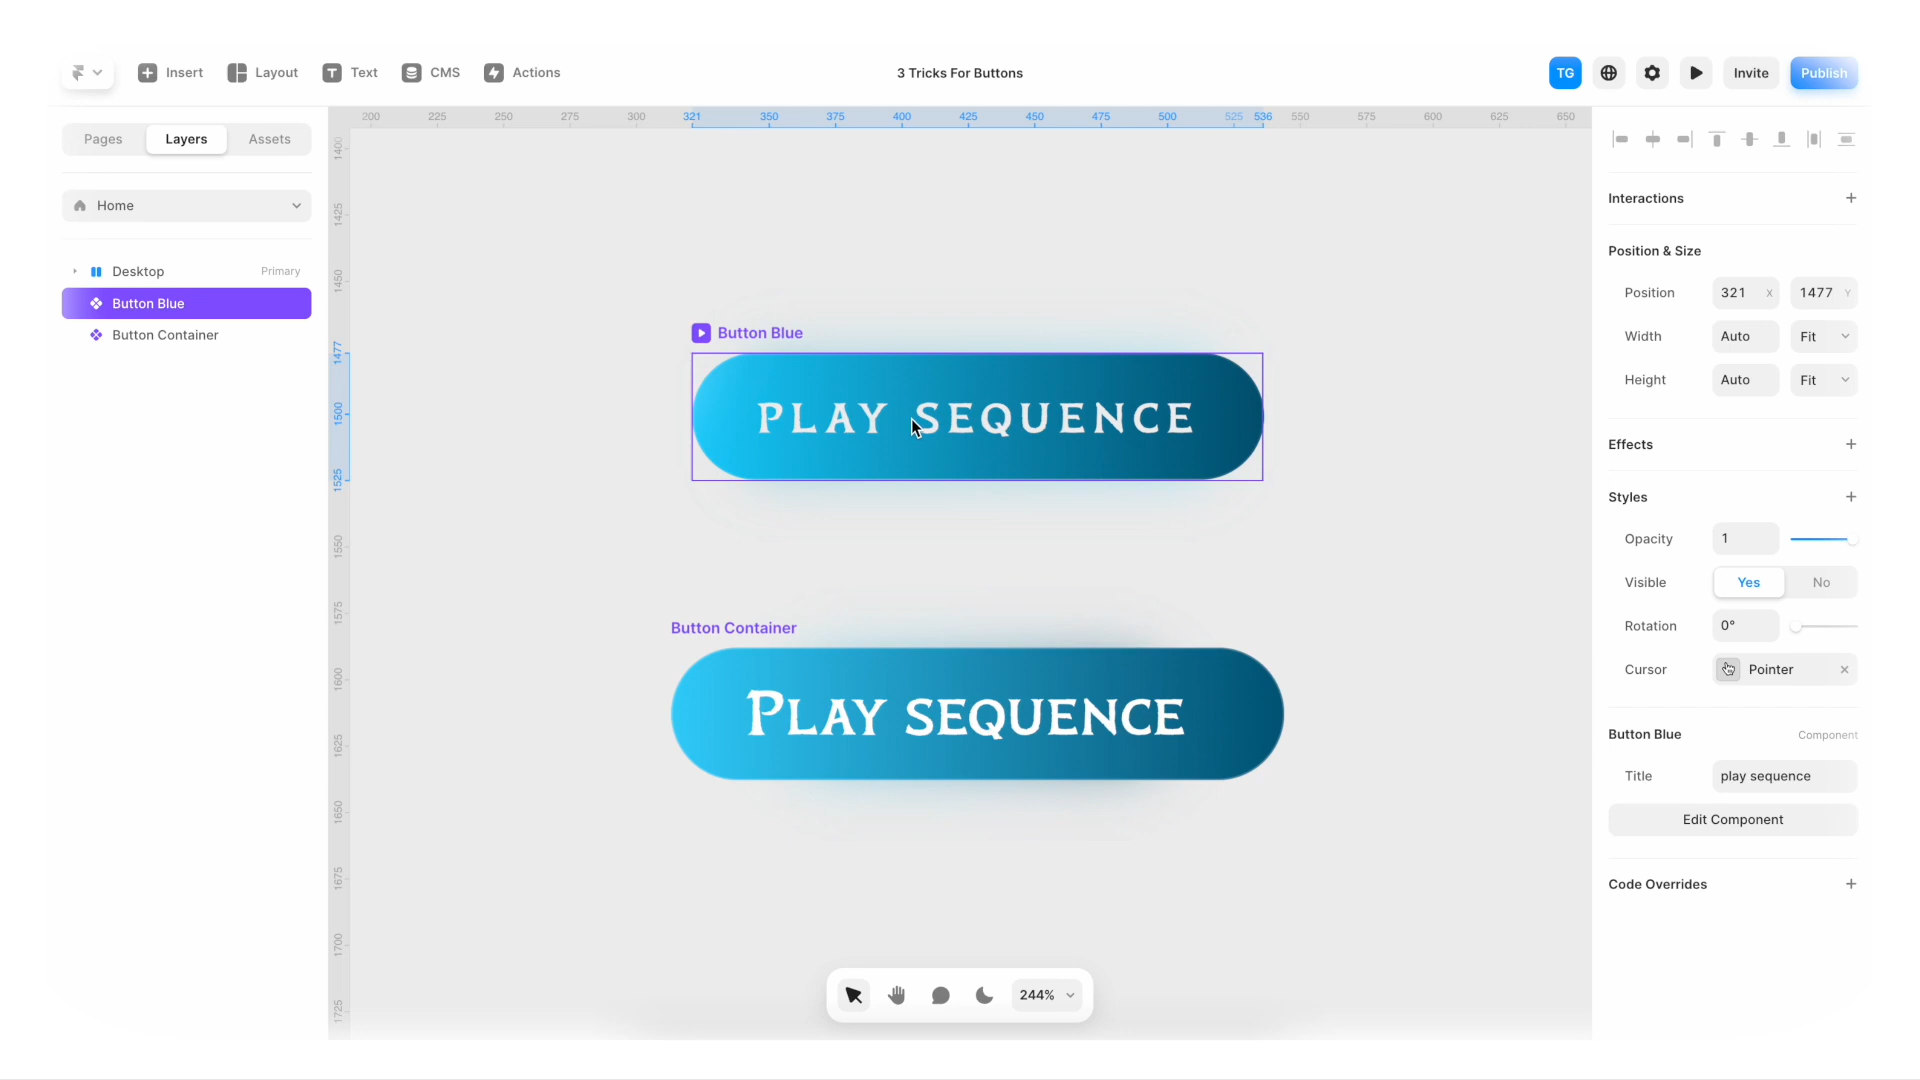 Insert
Layout
Text
CMS
Actions
3 Tricks For Buttons
TG
Invite
Publish
Pages
Layers
Assets
Home
Desktop
Primary
Button Blue
Button Container
200 225 250 275 300 321 350 375 400 425 450 475 500 525 536 550 575 600 625 650
1400
1425
1450
1477
1500
1525
1550
1575
1600
1625
1650
1675
1700
1725
Button Blue
PLAY SEQUENCE
Button Container
PLAY SEQUENCE
244%
Interactions
Position & Size
Position 321 X 1477 Y
Width Auto Fit
Height Auto Fit
Effects
Styles
Opacity 1
Visible Yes No
Rotation 0°
Cursor Pointer
Button Blue Component
Title play sequence
Edit Component
Code Overrides